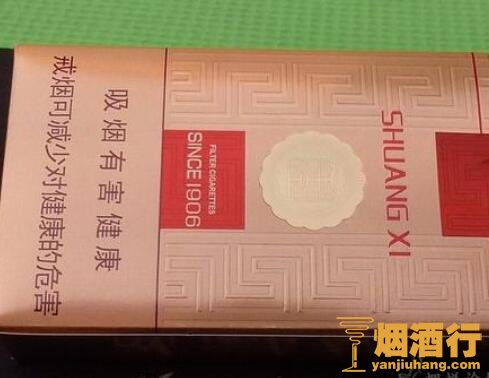 吸烟有害健康
戒烟可减少对健康的危害
FILTER CIGARETTES
SINCE 1906
SHUANG XI
烟酒行
yanjiuhang.com